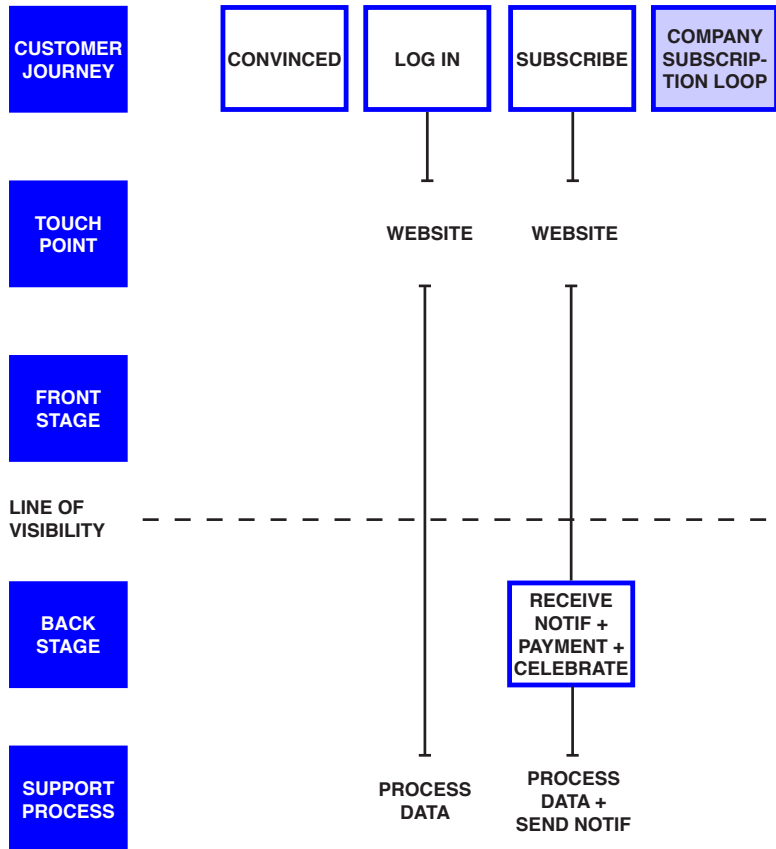 CUSTOMER
JOURNEY
CONVINCED
LOG IN
SUBSCRIBE
COMPANY
SUBSCRIP-
TION LOOP
TOUCH
POINT
WEBSITE
WEBSITE
FRONT
STAGE
LINE OF
VISIBILITY
BACK
STAGE
RECEIVE
NOTIF +
PAYMENT +
CELEBRATE
SUPPORT
PROCESS
PROCESS
DATA
PROCESS
DATA +
SEND NOTIF